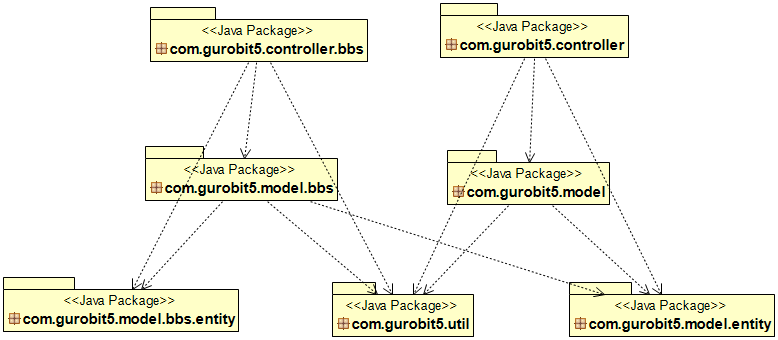 <<Java Package>>
com.gurobit5.controller.bbs
<<Java Package>>
com.gurobit5.controller
<<Java Package>>
com.gurobit5.model.bbs
<<Java Package>>
com.gurobit5.model
<<Java Package>>
com.gurobit5.model.bbs.entity
<<Java Package>>
com.gurobit5.util
<<Java Package>>
com.gurobit5.model.entity